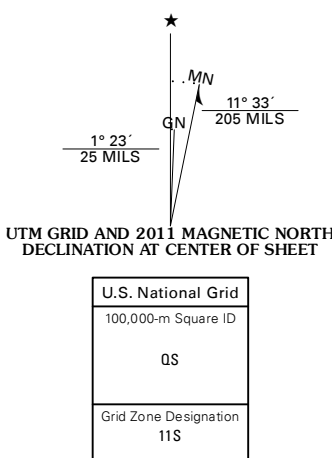 ★
MN
GN
11° 33´
205 MILS
1° 23´
25 MILS
UTM GRID AND 2011 MAGNETIC NORTH
DECLINATION AT CENTER OF SHEET
U.S. National Grid
100,000-m Square ID
QS
Grid Zone Designation
11S